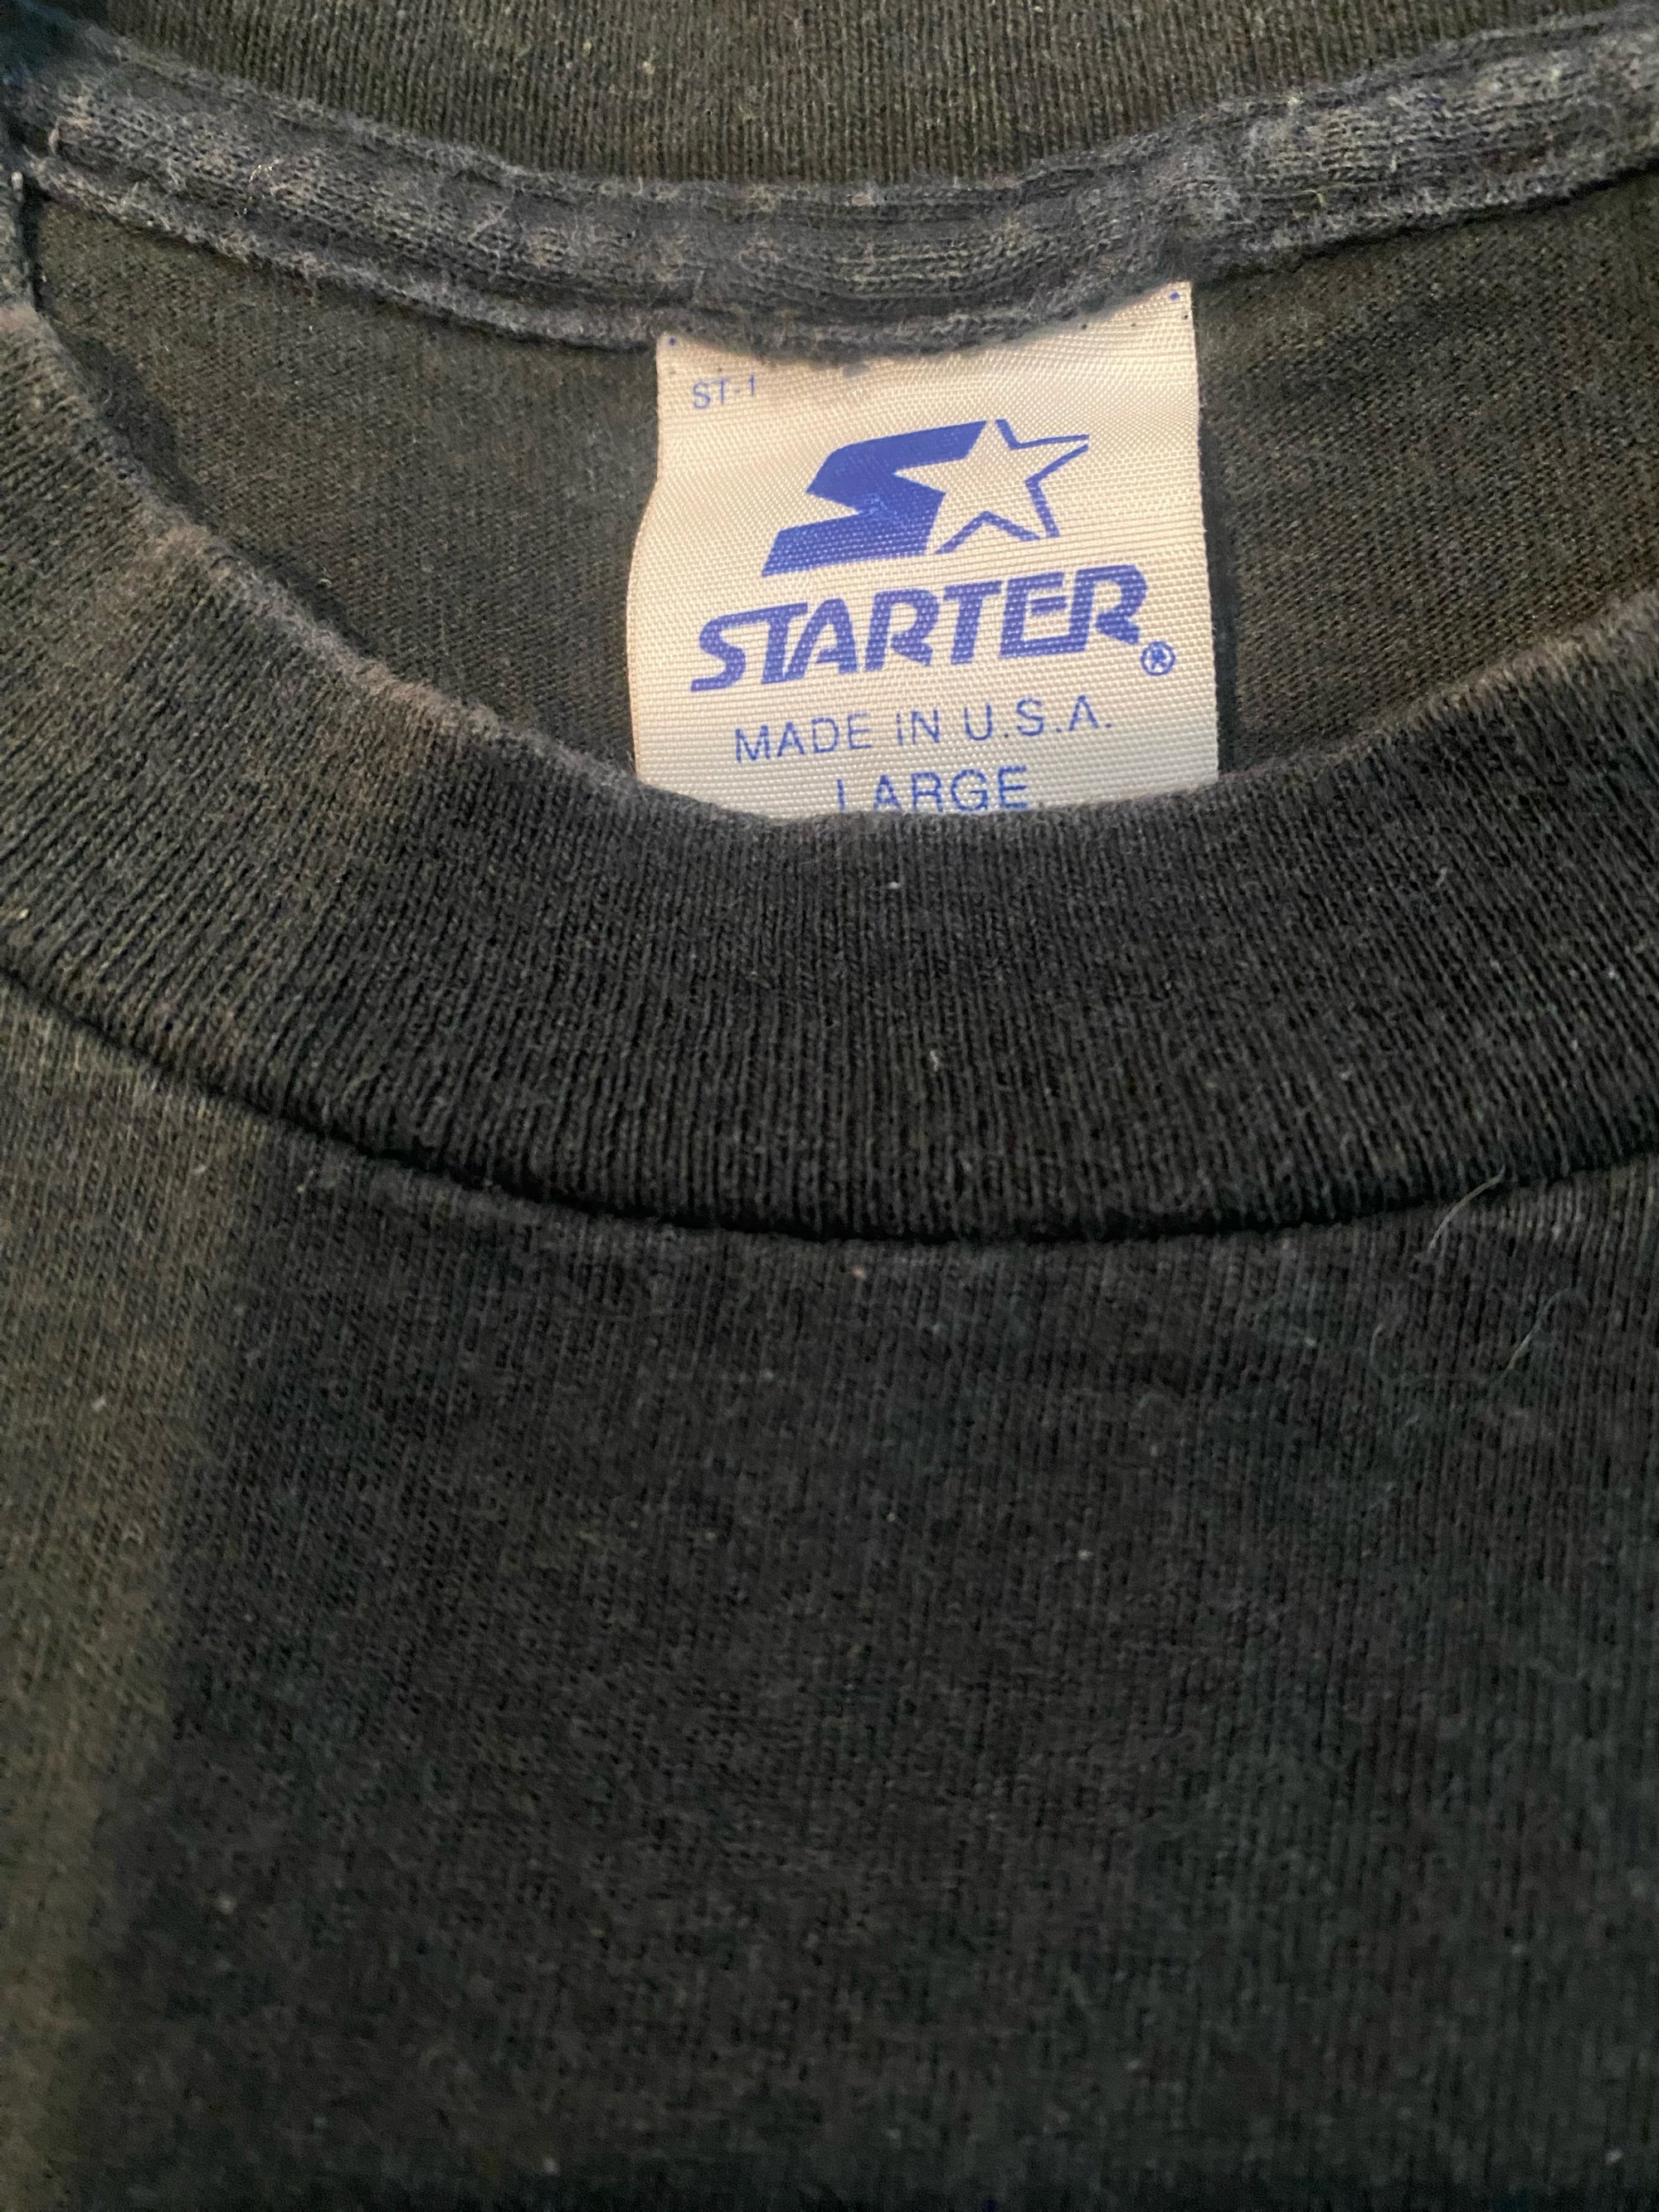 ST-1
STARTER®
MADE IN U.S.A.
LARGE